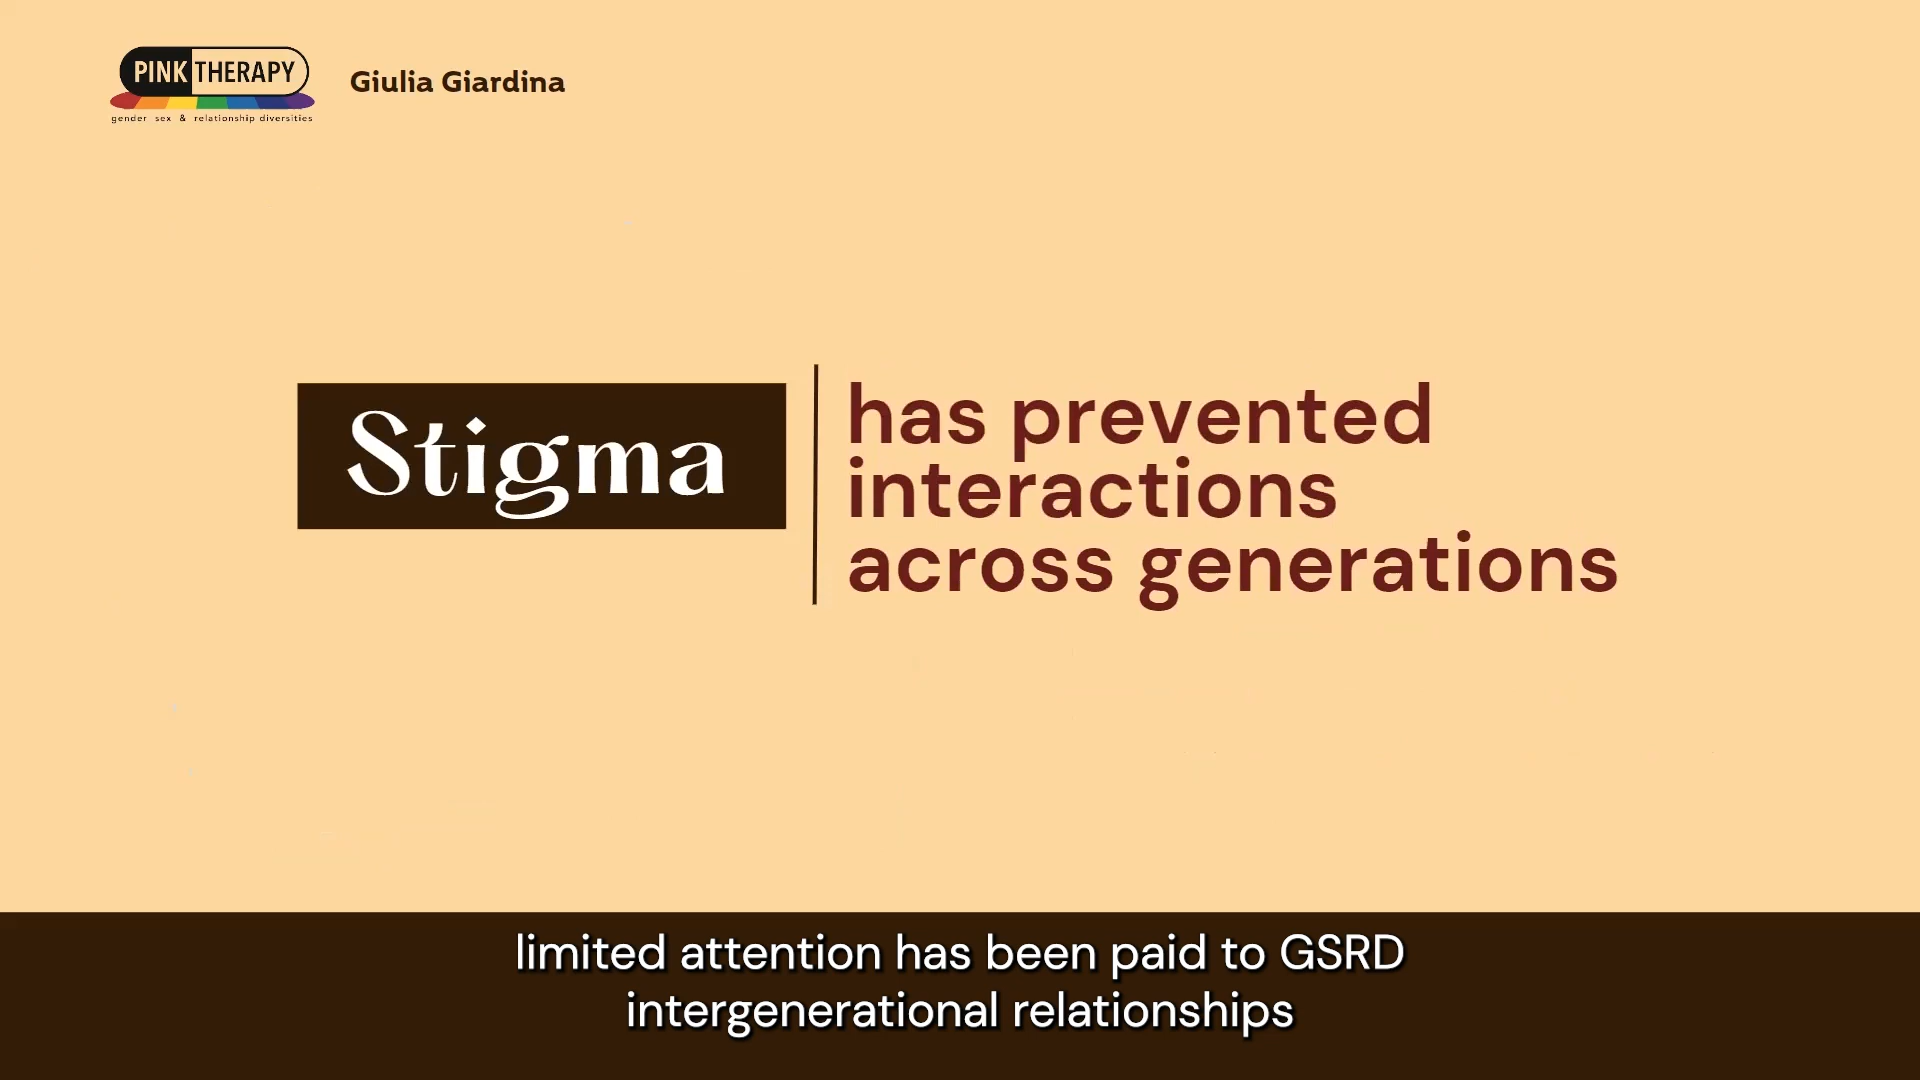 PINK THERAPY
gender sex & relationship diversities
Giulia Giardina
Stigma
has prevented
interactions
across generations
limited attention has been paid to GSRD
intergenerational relationships